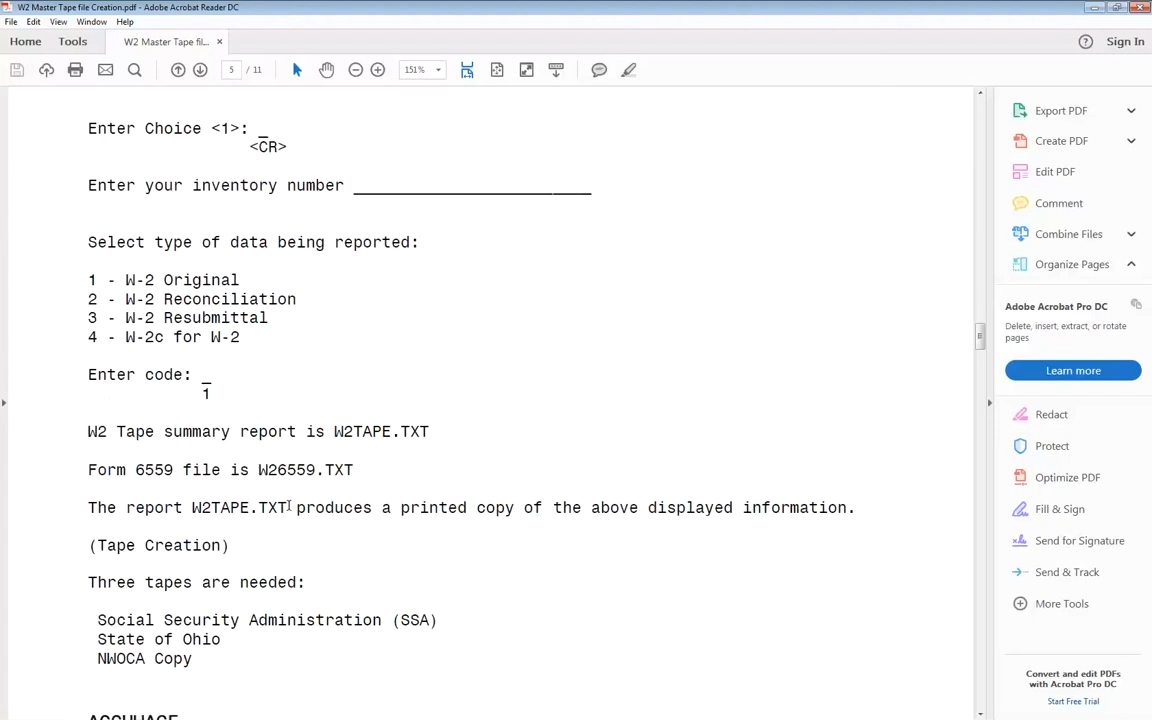 W2 Master Tape file Creation.pdf - Adobe Acrobat Reader DC
File Edit View Window Help
Home Tools W2 Master Tape fil... × Sign In
5 / 11 151%
Enter Choice <1>: _
<CR>
Enter your inventory number _________________________
Select type of data being reported:
1 - W-2 Original
2 - W-2 Reconciliation
3 - W-2 Resubmittal
4 - W-2c for W-2
Enter code: _
1
W2 Tape summary report is W2TAPE.TXT
Form 6559 file is W26559.TXT
The report W2TAPE.TXT produces a printed copy of the above displayed information.
(Tape Creation)
Three tapes are needed:
Social Security Administration (SSA)
State of Ohio
NWOCA Copy
Export PDF
Create PDF
Edit PDF
Comment
Combine Files
Organize Pages
Adobe Acrobat Pro DC
Delete, insert, extract, or rotate
pages
Learn more
Redact
Protect
Optimize PDF
Fill & Sign
Send for Signature
Send & Track
More Tools
Convert and edit PDFs
with Acrobat Pro DC
Start Free Trial